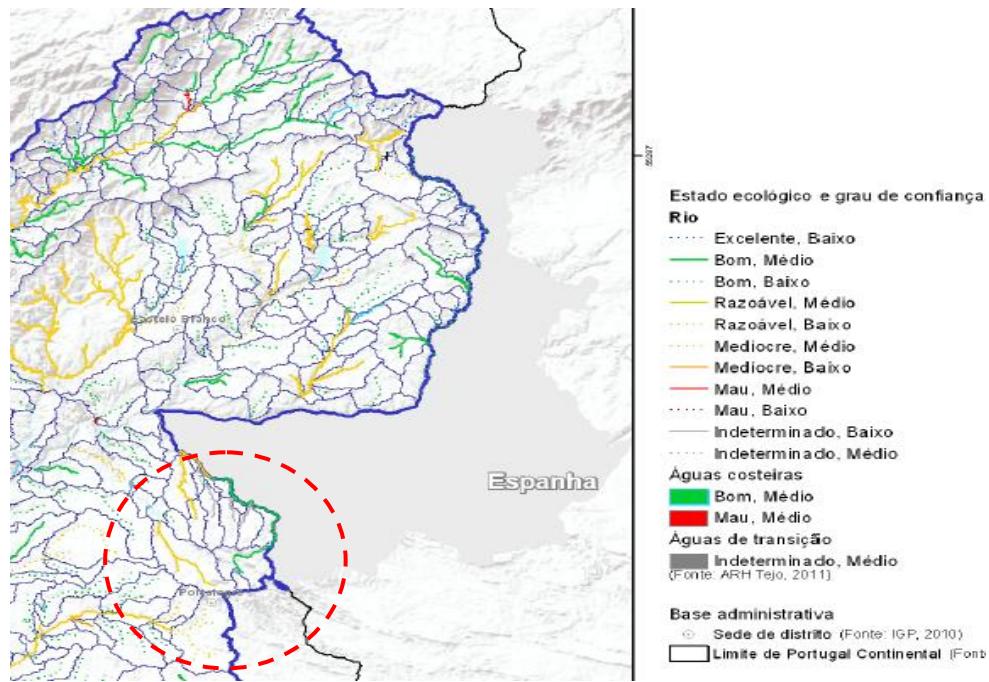 55207
Estado ecológico e grau de confiança
Rio
Excelente, Baixo
Bom, Médio
Bom, Baixo
Razoável, Médio
Razoável, Baixo
Mediocre, Médio
Mediocre, Baixo
Mau, Médio
Mau, Baixo
Indeterminado, Baixo
Indeterminado, Médio
Castelo Branco
Espanha
Portalegre
Águas costeiras
Bom, Médio
Mau, Médio
Águas de transição
Indeterminado, Médio
(Fonte: ARH Tejo, 2011)
Base administrativa
Sede de distrito (Fonte: IGP, 2010)
Limite de Portugal Continental (Font